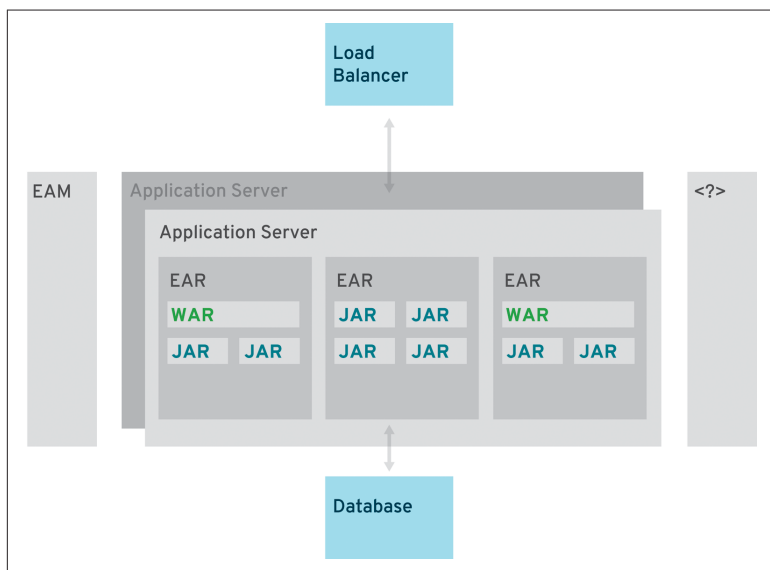 Load
Balancer
EAM
Application Server
<?>
Application Server
EAR
EAR
EAR
WAR
JAR JAR
WAR
JAR JAR
JAR JAR
JAR JAR
Database